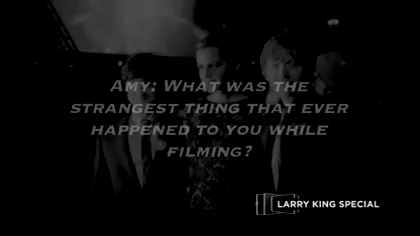 AMY: WHAT WAS THE
STRANGEST THING THAT EVER
HAPPENED TO YOU WHILE
FILMING?
LARRY KING SPECIAL